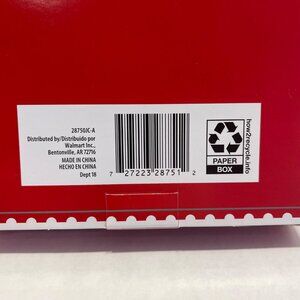 28750JC-A
Distributed by/Distribuido por
Walmart Inc.,
Bentonville, AR 72716
MADE IN CHINA
HECHO EN CHINA
Dept 18
7 27223 28751 2
PAPER
BOX
how2recycle.info